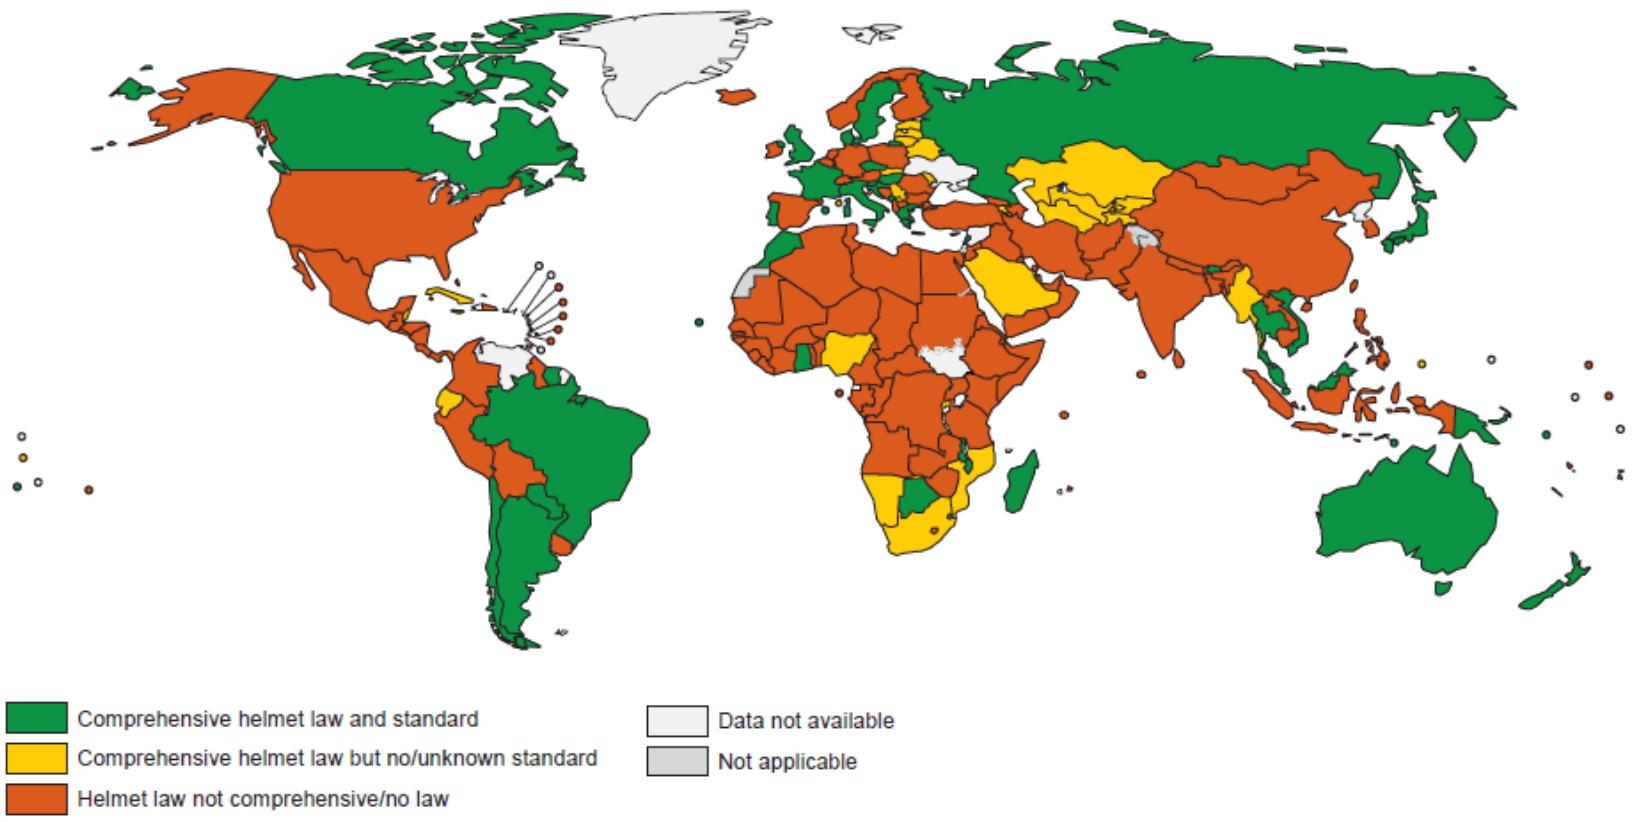 Comprehensive helmet law and standard
Comprehensive helmet law but no/unknown standard
Helmet law not comprehensive/no law
Data not available
Not applicable